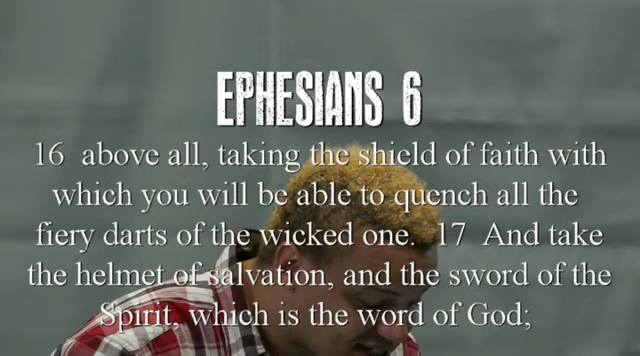 EPHESIANS 6
16 above all, taking the shield of faith with
which you will be able to quench all the
fiery darts of the wicked one. 17 And take
the helmet of salvation, and the sword of the
Spirit, which is the word of God;